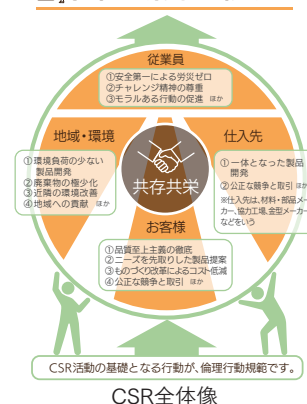 従業員
①安全第一による労災ゼロ
②チャレンジ精神の尊重
③モラルある行動の促進 ほか
地域・環境
①環境負荷の少ない
製品開発
②廃棄物の極少化
③近隣の環境改善
④地域への貢献 ほか
共存共栄
仕入先
①一体となった製品
開発
②公正な競争と取引 ほか
※仕入先は、材料・部品メー
カー、協力工場、金型メーカー
などをいう
お客様
①品質至上主義の徹底
②ニーズを先取りした製品提案
③ものづくり改革によるコスト低減
④公正な競争と取引 ほか
CSR活動の基礎となる行動が、倫理行動規範です。
CSR全体像